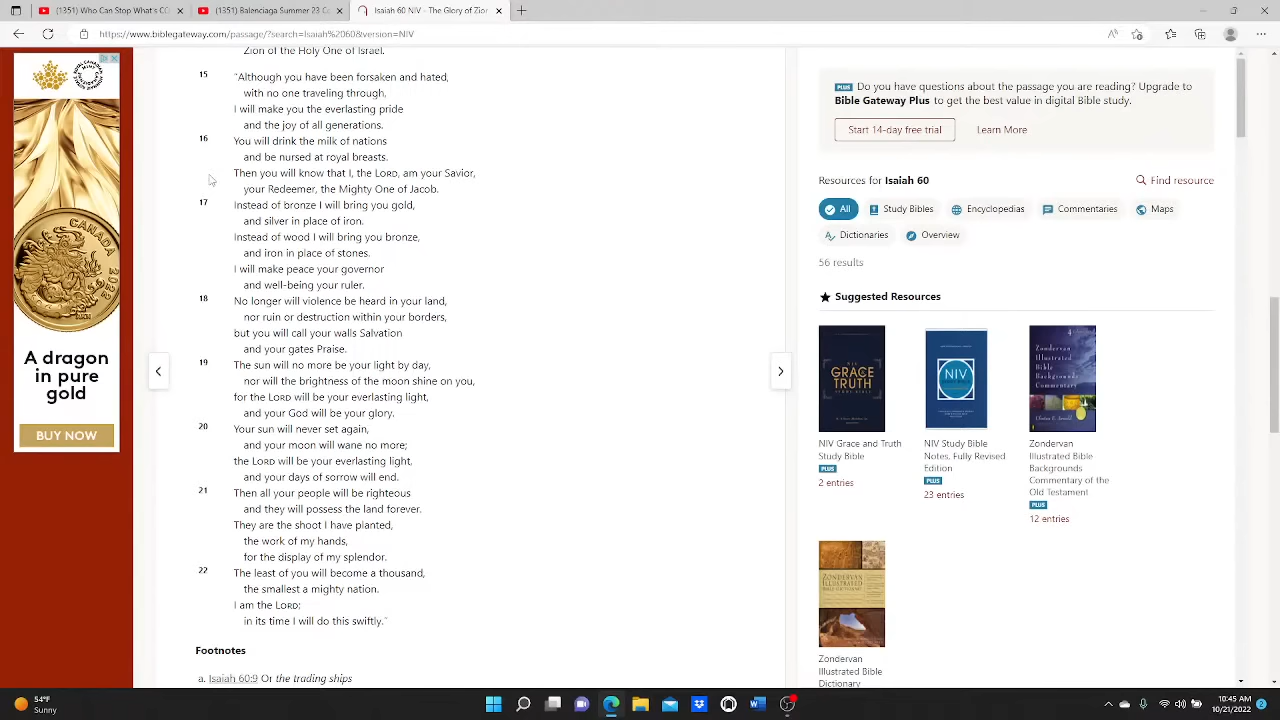 (1351) Who Can Stop What's CO
(1351) Balenciaga Summer 23 Co
Isaiah 60 NIV - The Glory of Zion
https://www.biblegateway.com/passage/?search=Isaiah%2060&version=NIV
Zion of the Holy One of Israel.
15 “Although you have been forsaken and hated,
with no one traveling through,
I will make you the everlasting pride
and the joy of all generations.
16 You will drink the milk of nations
and be nursed at royal breasts.
Then you will know that I, the LORD, am your Savior,
your Redeemer, the Mighty One of Jacob.
17 Instead of bronze I will bring you gold,
and silver in place of iron.
Instead of wood I will bring you bronze,
and iron in place of stones.
I will make peace your governor
and well-being your ruler.
18 No longer will violence be heard in your land,
nor ruin or destruction within your borders,
but you will call your walls Salvation
and your gates Praise.
19 The sun will no more be your light by day,
nor will the brightness of the moon shine on you,
for the LORD will be your everlasting light,
and your God will be your glory.
20 Your sun will never set again,
and your moon will wane no more;
the LORD will be your everlasting light,
and your days of sorrow will end.
21 Then all your people will be righteous
and they will possess the land forever.
They are the shoot I have planted,
the work of my hands,
for the display of my splendor.
22 The least of you will become a thousand,
the smallest a mighty nation.
I am the LORD;
in its time I will do this swiftly.”
Footnotes
a. Isaiah 60:9 Or the trading ships
CANADA
2022
A dragon
in pure
gold
BUY NOW
PLUS Do you have questions about the passage you are reading? Upgrade to
Bible Gateway Plus to get the best value in digital Bible study.
Start 14-day free trial
Learn More
Resources for Isaiah 60
Find resource
All
Study Bibles
Encyclopedias
Commentaries
Maps
Dictionaries
Overview
56 results
Suggested Resources
GRACE
TRUTH
NIV
Zondervan
Illustrated
Bible
Backgrounds
Commentary
NIV Grace and Truth
Study Bible
PLUS
2 entries
NIV Study Bible
Notes, Fully Revised
Edition
PLUS
23 entries
Zondervan
Illustrated Bible
Backgrounds
Commentary of the
Old Testament
PLUS
12 entries
ZONDERVAN
ILLUSTRATED
BIBLE DICTIONARY
Zondervan
Illustrated Bible
Dictionary
54°F
Sunny
10:45 AM
10/21/2022
2